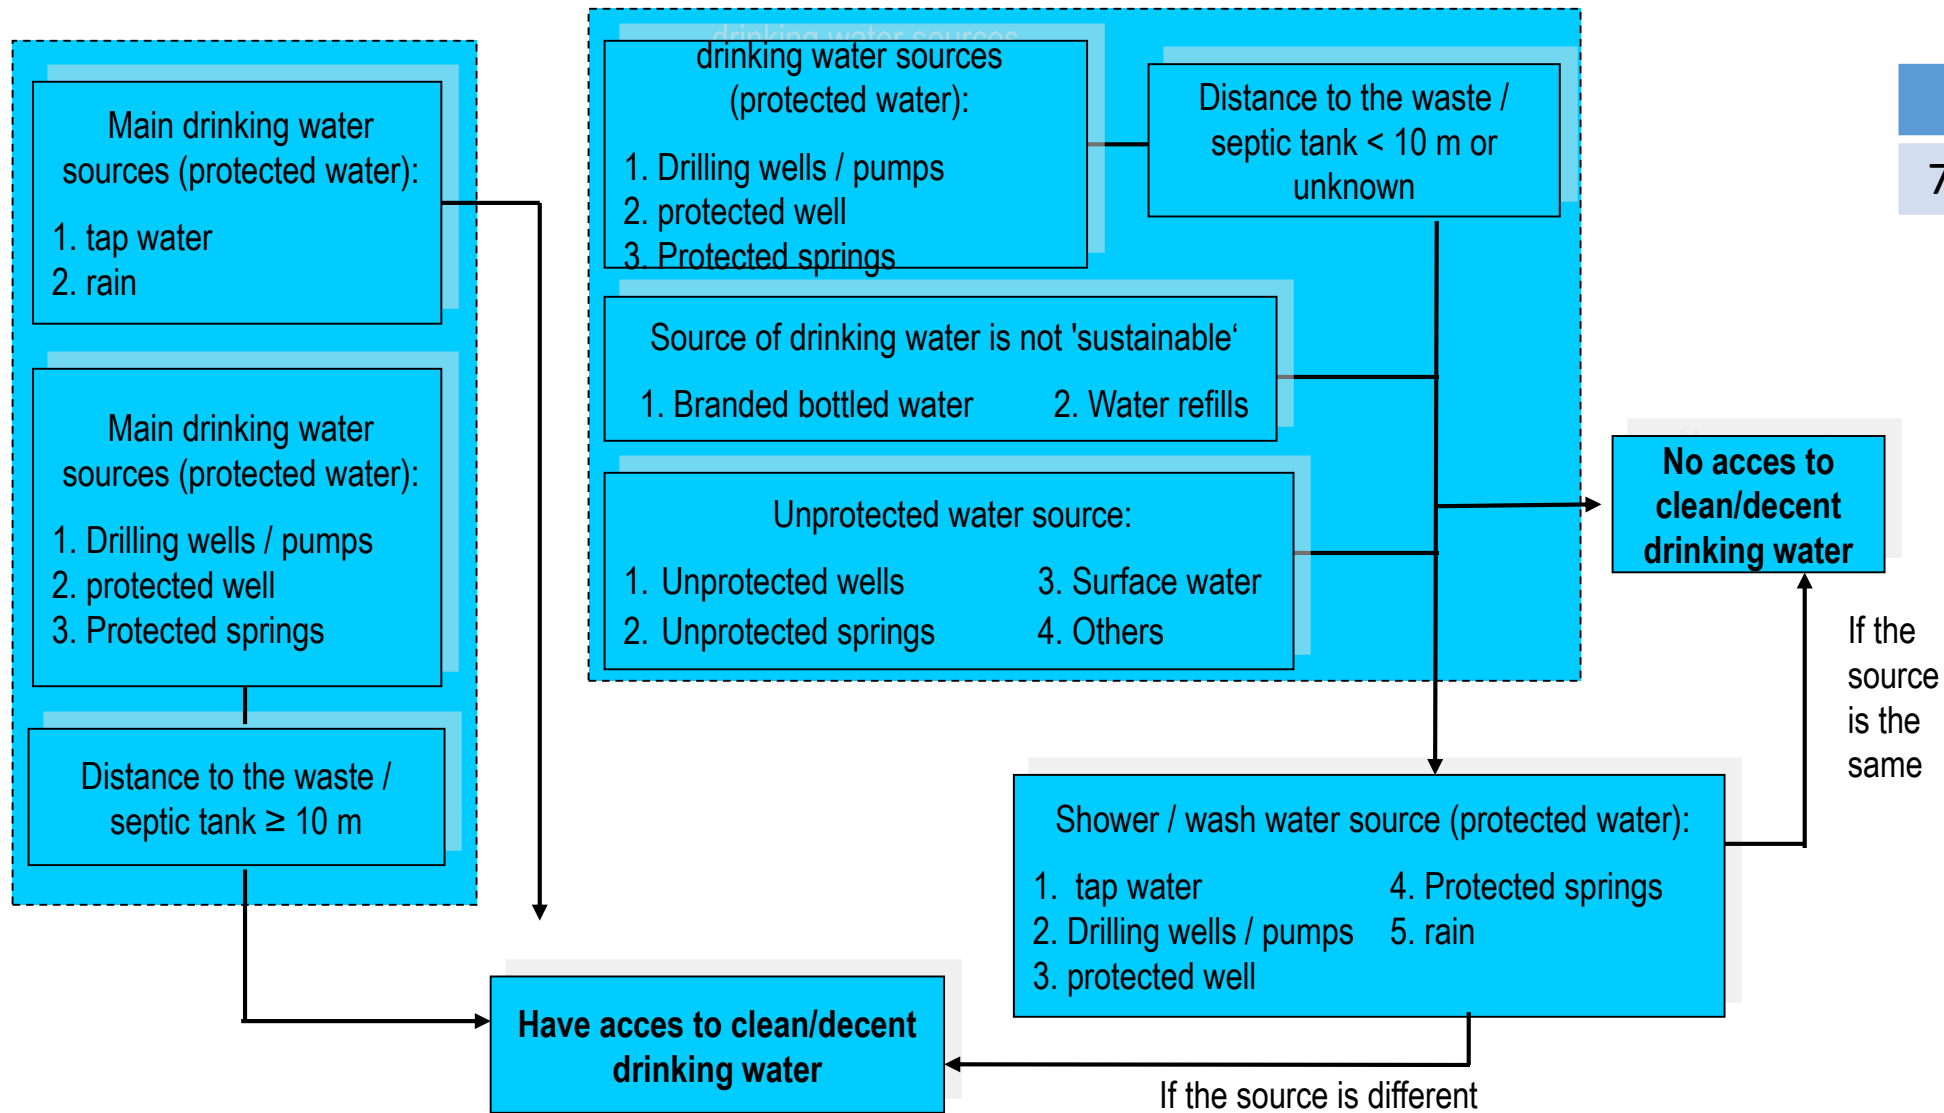 Main drinking water
sources (protected water):
1. tap water
2. rain
Main drinking water
sources (protected water):
1. Drilling wells / pumps
2. protected well
3. Protected springs
Distance to the waste /
septic tank ≥ 10 m
drinking water sources
drinking water sources
(protected water):
1. Drilling wells / pumps
2. protected well
3. Protected springs
Distance to the waste /
septic tank < 10 m or
unknown
Source of drinking water is not 'sustainable‘
1. Branded bottled water 2. Water refills
Unprotected water source:
1. Unprotected wells 3. Surface water
2. Unprotected springs 4. Others
No acces to
clean/decent
drinking water
If the
source
is the
same
Shower / wash water source (protected water):
1. tap water 4. Protected springs
2. Drilling wells / pumps 5. rain
3. protected well
Have acces to clean/decent
drinking water
If the source is different